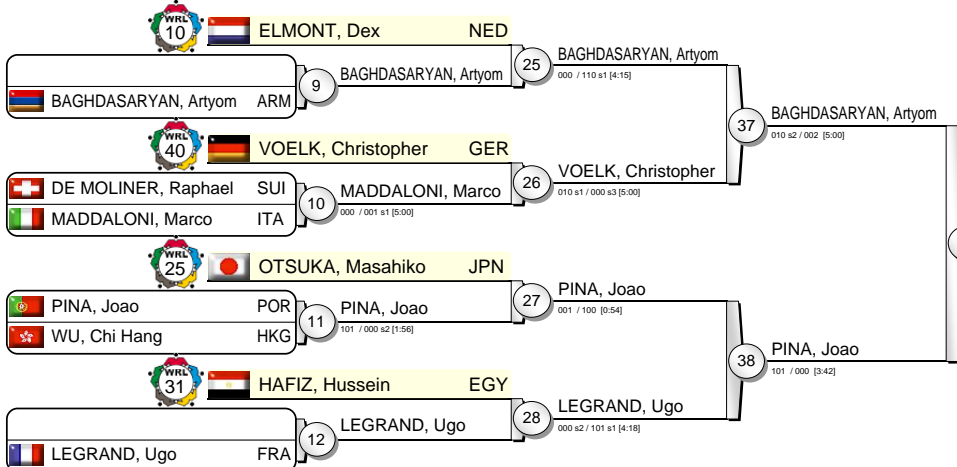 WRL
10
ELMONT, Dex NED
BAGHDASARYAN, Artyom ARM
9
BAGHDASARYAN, Artyom
25
BAGHDASARYAN, Artyom
000 / 110 s1 [4:15]
WRL
40
VOELK, Christopher GER
DE MOLINER, Raphael SUI
MADDALONI, Marco ITA
10
MADDALONI, Marco
000 / 001 s1 [5:00]
26
VOELK, Christopher
010 s1 / 000 s3 [5:00]
37
BAGHDASARYAN, Artyom
010 s2 / 002 [5:00]
WRL
25
OTSUKA, Masahiko JPN
PINA, Joao POR
WU, Chi Hang HKG
11
PINA, Joao
101 / 000 s2 [1:56]
27
PINA, Joao
001 / 100 [0:54]
WRL
31
HAFIZ, Hussein EGY
LEGRAND, Ugo FRA
12
LEGRAND, Ugo
28
LEGRAND, Ugo
000 s2 / 101 s1 [4:18]
38
PINA, Joao
101 / 000 [3:42]